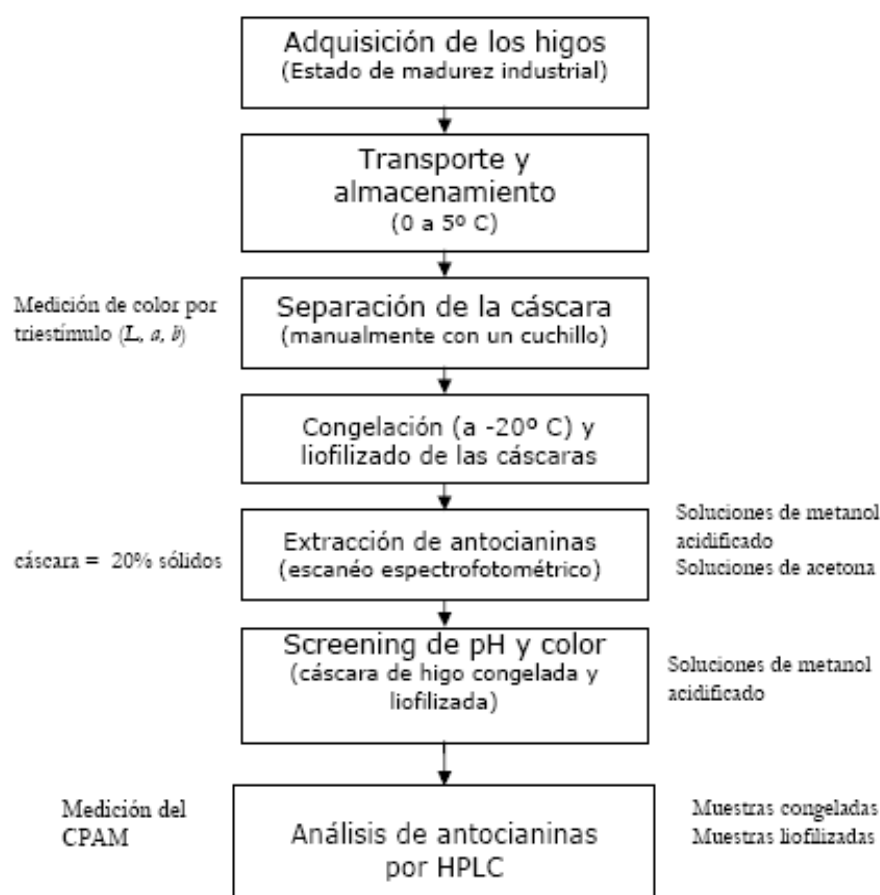 Adquisición de los higos
(Estado de madurez industrial)
Transporte y
almacenamiento
(0 a 5º C)
Medición de color por
triestímulo (L, a, b)
Separación de la cáscara
(manualmente con un cuchillo)
Congelación (a -20º C) y
liofilizado de las cáscaras
cáscara = 20% sólidos
Extracción de antocianinas
(escanéo espectrofotométrico)
Soluciones de metanol
acidificado
Soluciones de acetona
Screening de pH y color
(cáscara de higo congelada y
liofilizada)
Soluciones de metanol
acidificado
Medición del
CPAM
Análisis de antocianinas
por HPLC
Muestras congeladas
Muestras liofilizadas